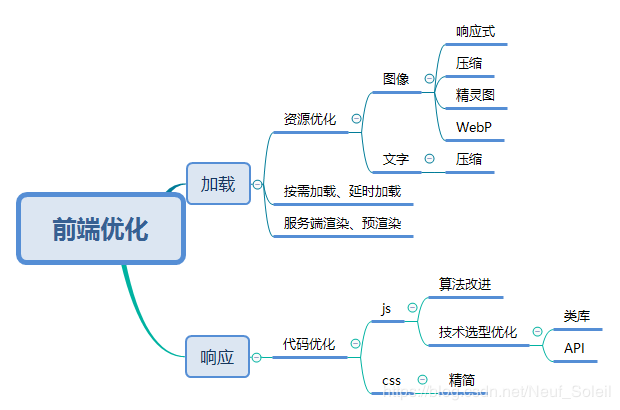 前端优化
加载
资源优化
图像
响应式
压缩
精灵图
WebP
文字
压缩
按需加载、延时加载
服务端渲染、预渲染
响应
代码优化
js
算法改进
技术选型优化
类库
API
css
精简
https://blog.csdn.net/Neuf_Soleil